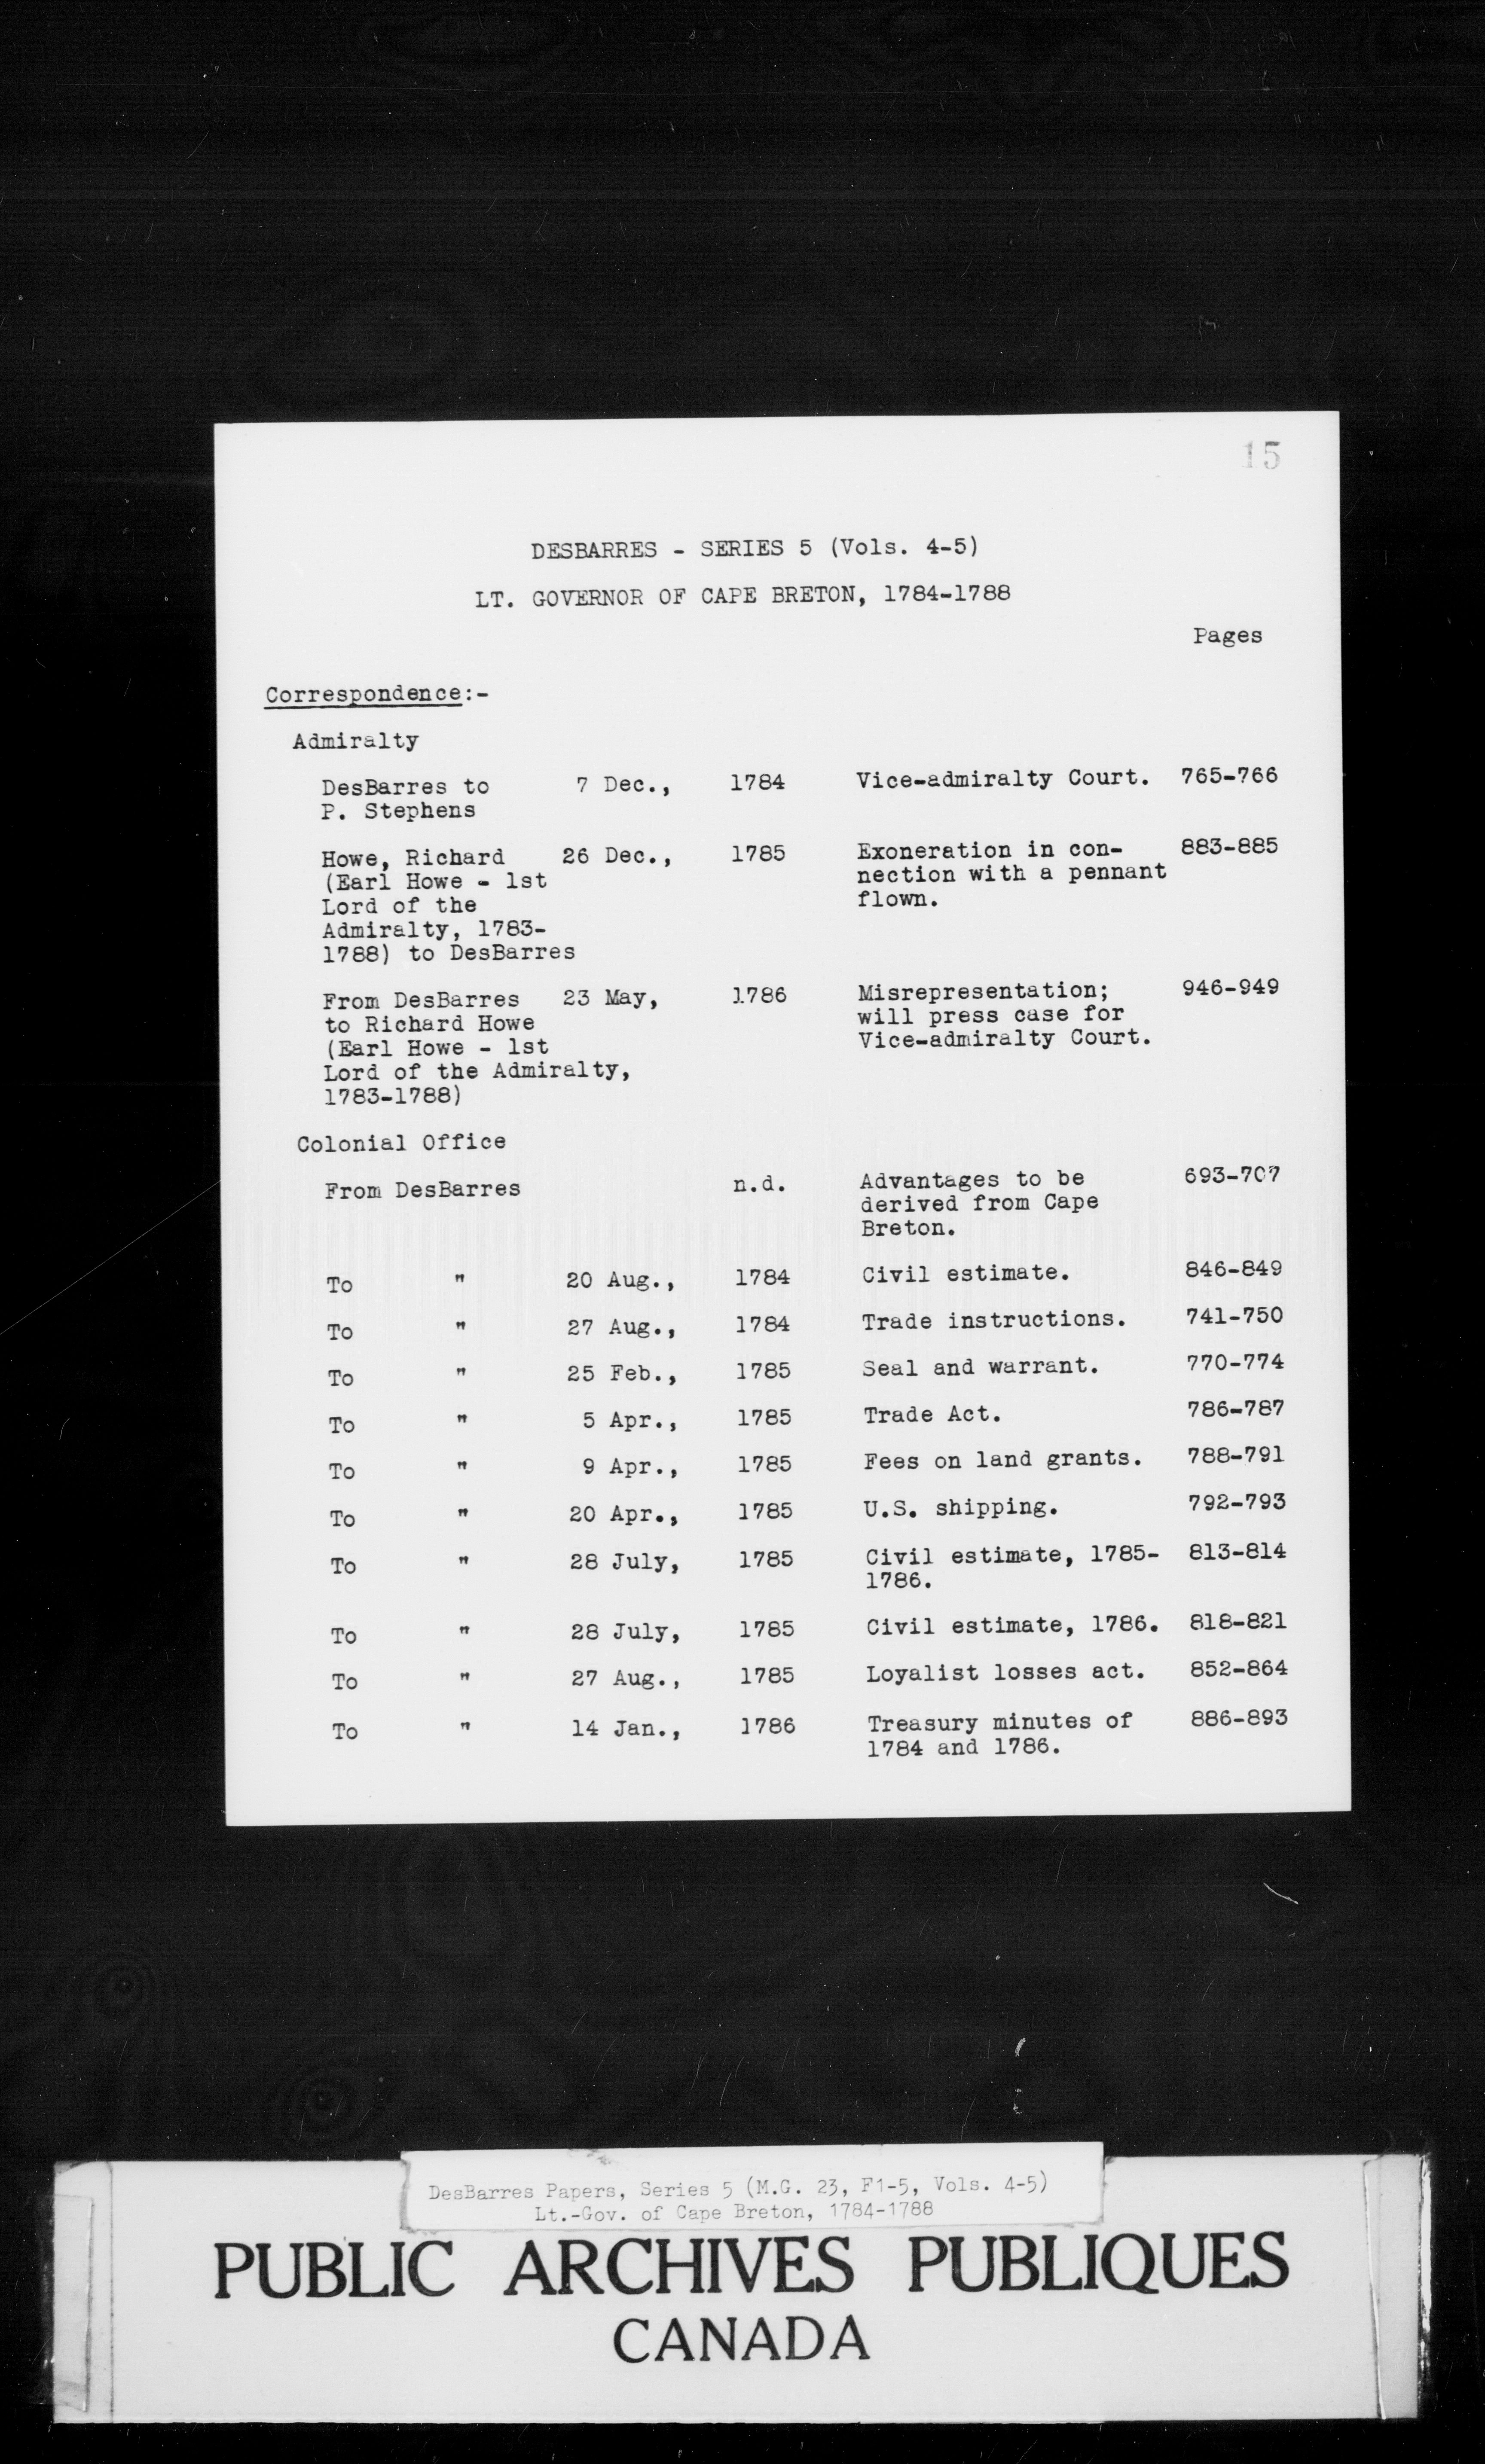 15
DESBARRES - SERIES 5 (Vols. 4-5)
LT. GOVERNOR OF CAPE BRETON, 1784-1788
Pages
Correspondence:-
Admiralty
DesBarres to 7 Dec., 1784 Vice-admiralty Court. 765-766
P. Stephens
Howe, Richard 26 Dec., 1785 Exoneration in con- 883-885
(Earl Howe - 1st nection with a pennant
Lord of the flown.
Admiralty, 1783-
1788) to DesBarres
From DesBarres 23 May, 1786 Misrepresentation; 946-949
to Richard Howe will press case for
(Earl Howe - 1st Vice-admiralty Court.
Lord of the Admiralty,
1783-1788)
Colonial Office
From DesBarres n.d. Advantages to be 693-707
derived from Cape
Breton.
To " 20 Aug., 1784 Civil estimate. 846-849
To " 27 Aug., 1784 Trade instructions. 741-750
To " 25 Feb., 1785 Seal and warrant. 770-774
To " 5 Apr., 1785 Trade Act. 786-787
To " 9 Apr., 1785 Fees on land grants. 788-791
To " 20 Apr., 1785 U.S. shipping. 792-793
To " 28 July, 1785 Civil estimate, 1785- 813-814
1786.
To " 28 July, 1785 Civil estimate, 1786. 818-821
To " 27 Aug., 1785 Loyalist losses act. 852-864
To " 14 Jan., 1786 Treasury minutes of 886-893
1784 and 1786.
DesBarres Papers, Series 5 (M.G. 23, F1-5, Vols. 4-5)
Lt.-Gov. of Cape Breton, 1784-1788
PUBLIC ARCHIVES PUBLIQUES
CANADA